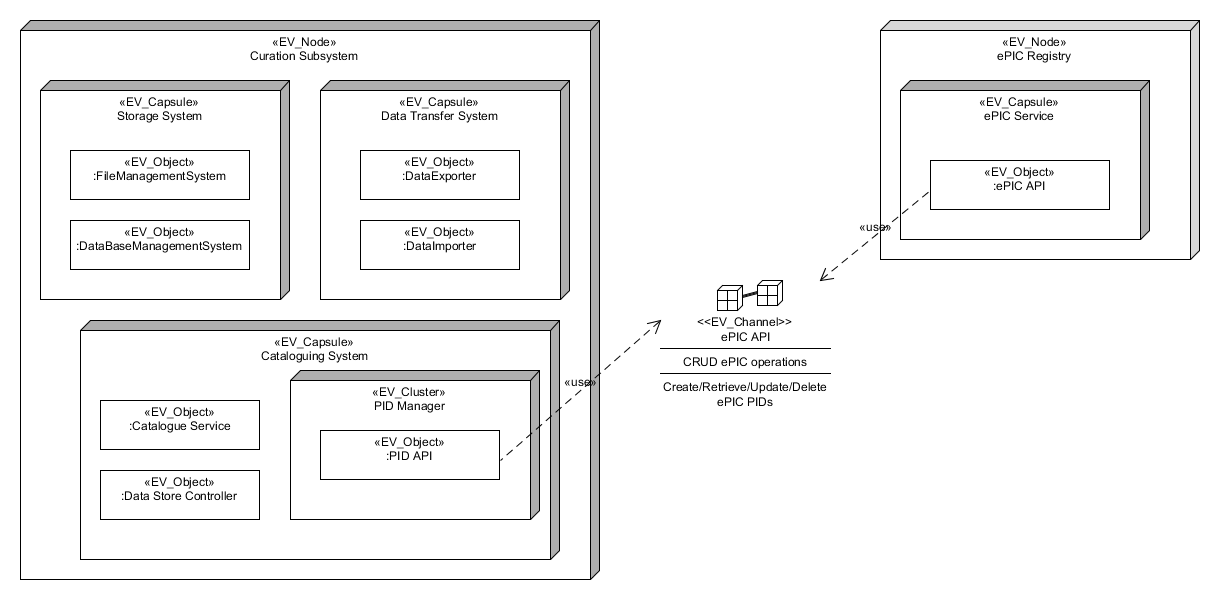 «EV_Node»
Curation Subsystem
«EV_Capsule»
Storage System
«EV_Object»
:FileManagementSystem
«EV_Object»
:DataBaseManagementSystem
«EV_Capsule»
Data Transfer System
«EV_Object»
:DataExporter
«EV_Object»
:DataImporter
«EV_Capsule»
Cataloguing System
«EV_Object»
:Catalogue Service
«EV_Object»
:Data Store Controller
«EV_Cluster»
PID Manager
«EV_Object»
:PID API
«use»
<<EV_Channel>>
ePIC API
CRUD ePIC operations
Create/Retrieve/Update/Delete
ePIC PIDs
«use»
«EV_Node»
ePIC Registry
«EV_Capsule»
ePIC Service
«EV_Object»
:ePIC API